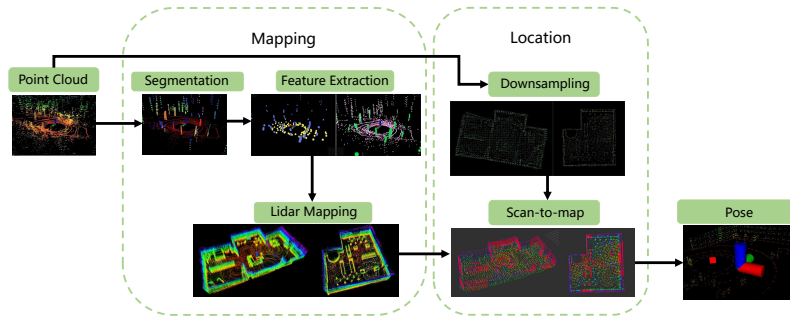 Mapping
Location
Point Cloud
Segmentation
Feature Extraction
Downsampling
Lidar Mapping
Scan-to-map
Pose